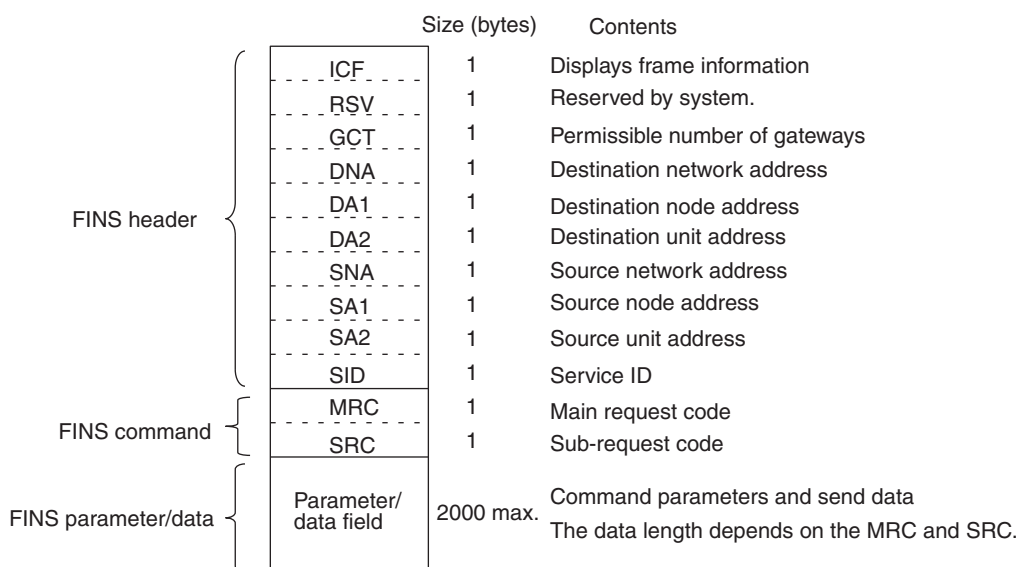 Size (bytes) Contents
ICF 1 Displays frame information
RSV 1 Reserved by system.
GCT 1 Permissible number of gateways
DNA 1 Destination network address
FINS header DA1 1 Destination node address
DA2 1 Destination unit address
SNA 1 Source network address
SA1 1 Source node address
SA2 1 Source unit address
SID 1 Service ID
MRC 1 Main request code
FINS command
SRC 1 Sub-request code
FINS parameter/data
Parameter/
data field
2000 max.
Command parameters and send data
The data length depends on the MRC and SRC.